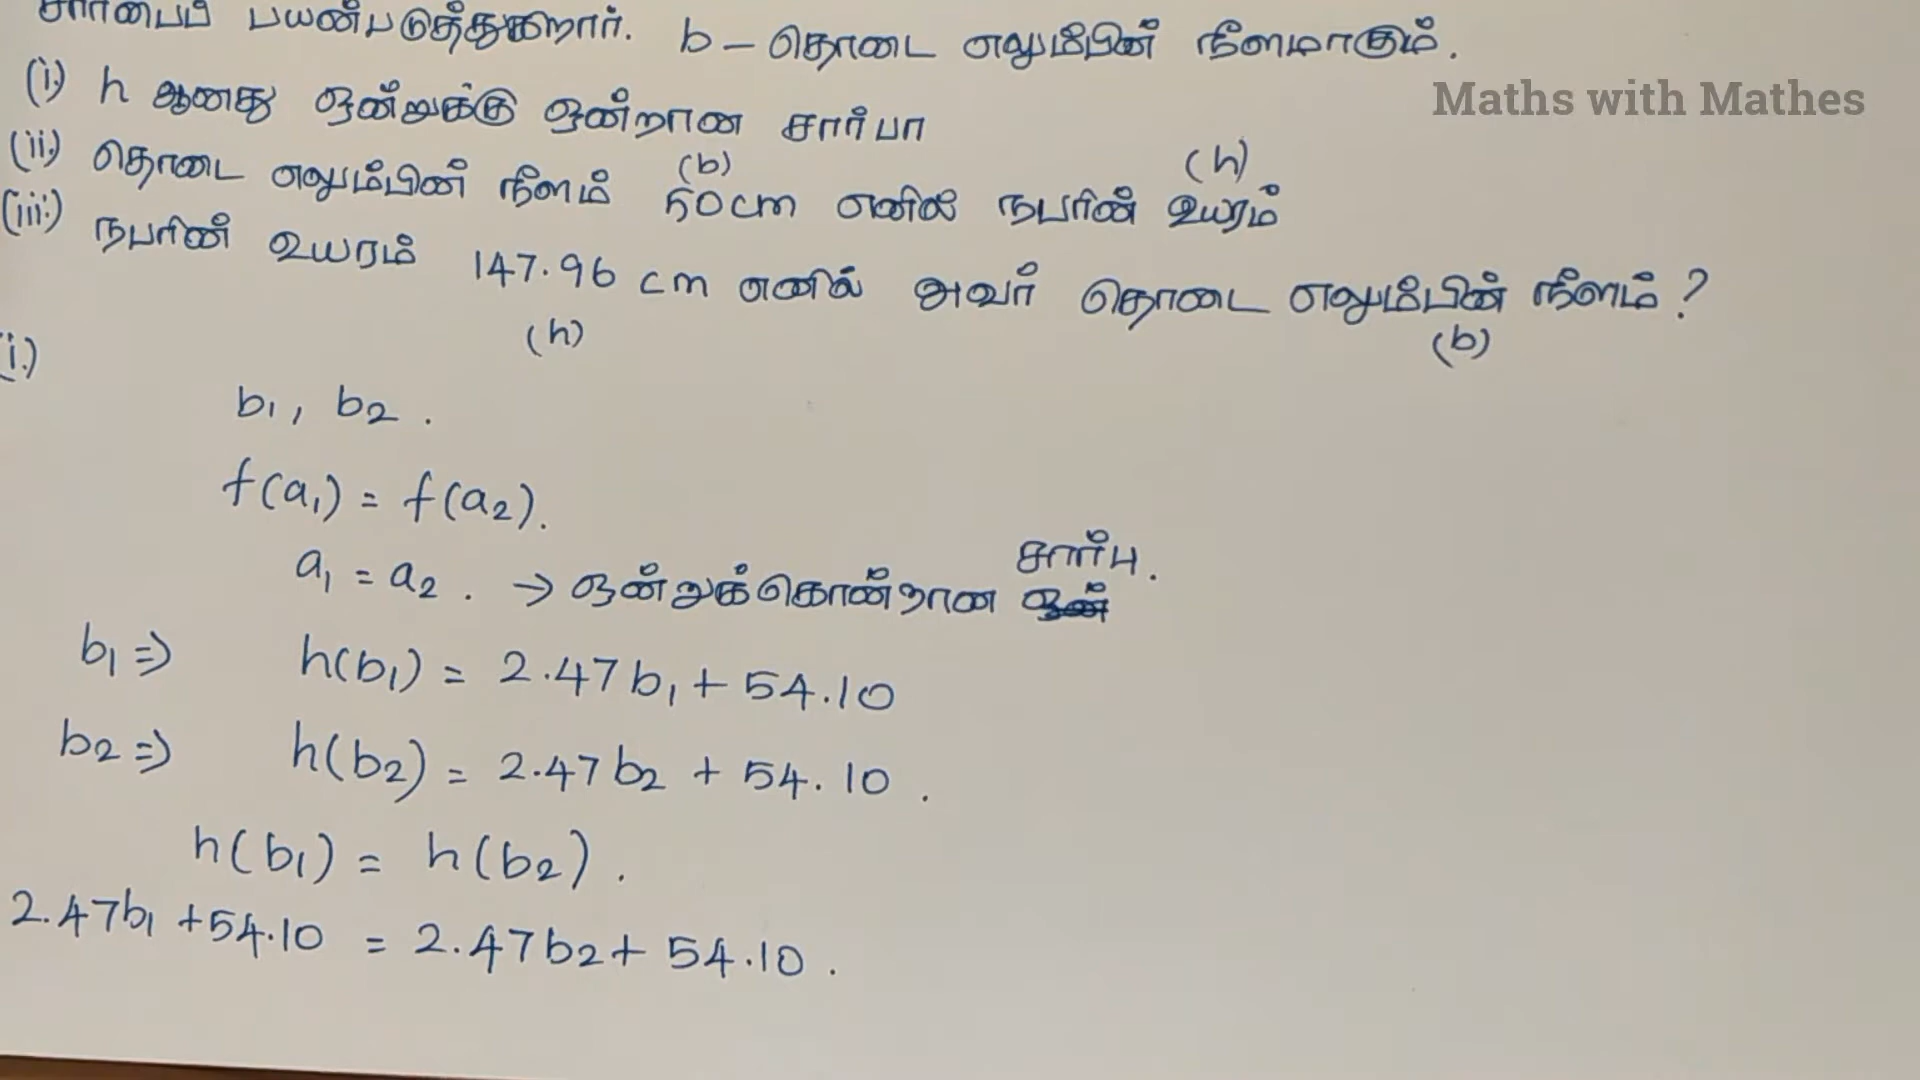 சார்பைப் பயன்படுத்துகிறார். b – தொடை எலும்பின் நீளமாகும்.
Maths with Mathes
(i) h ஆனது ஒன்றுக்கு ஒன்றான சார்பா
(ii) தொடை எலும்பின் நீளம் (b) 50cm எனில் நபரின் உயரம் (h)
(iii) நபரின் உயரம் 147.96 cm எனில் அவர் தொடை எலும்பின் நீளம் ?
(h) (b)
(i.)
b₁, b₂ .
f(a₁) = f(a₂).
a₁ = a₂ . → ஒன்றுக்கொன்றான சார்பு.
b₁ ⇒ h(b₁) = 2.47b₁ + 54.10
b₂ ⇒ h(b₂) = 2.47b₂ + 54.10 .
h(b₁) = h(b₂) .
2.47b₁ + 54.10 = 2.47b₂ + 54.10 .